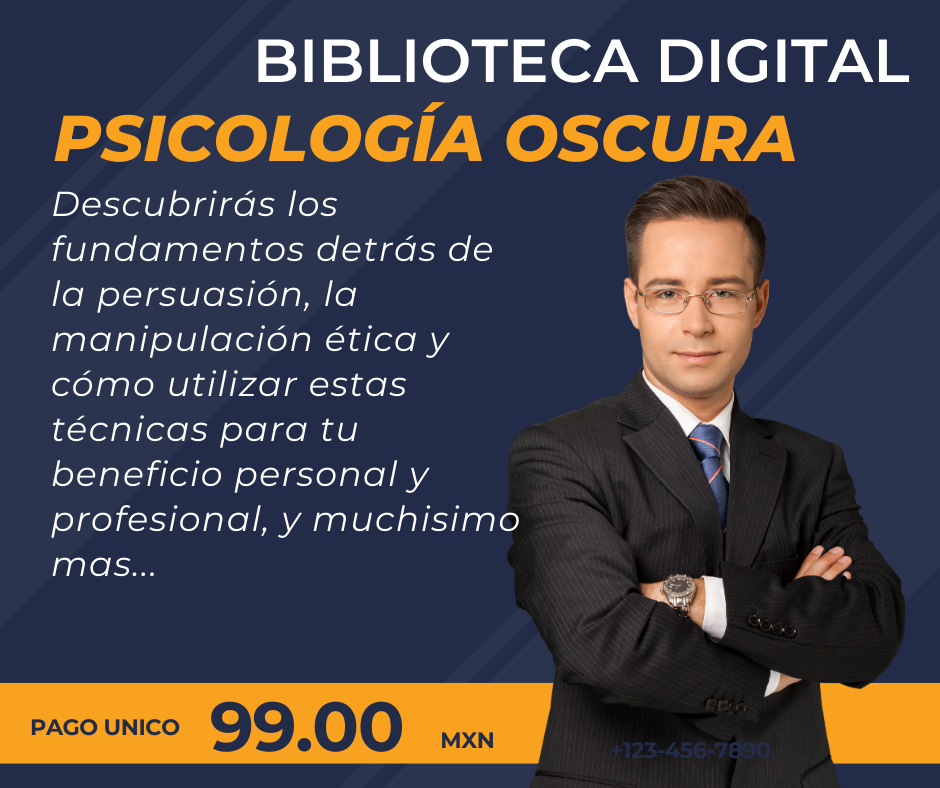 BIBLIOTECA DIGITAL
PSICOLOGÍA OSCURA
Descubrirás los
fundamentos detrás de
la persuasión, la
manipulación ética y
cómo utilizar estas
técnicas para tu
beneficio personal y
profesional, y muchisimo
mas...
PAGO UNICO 99.00 MXN
+123-456-7890